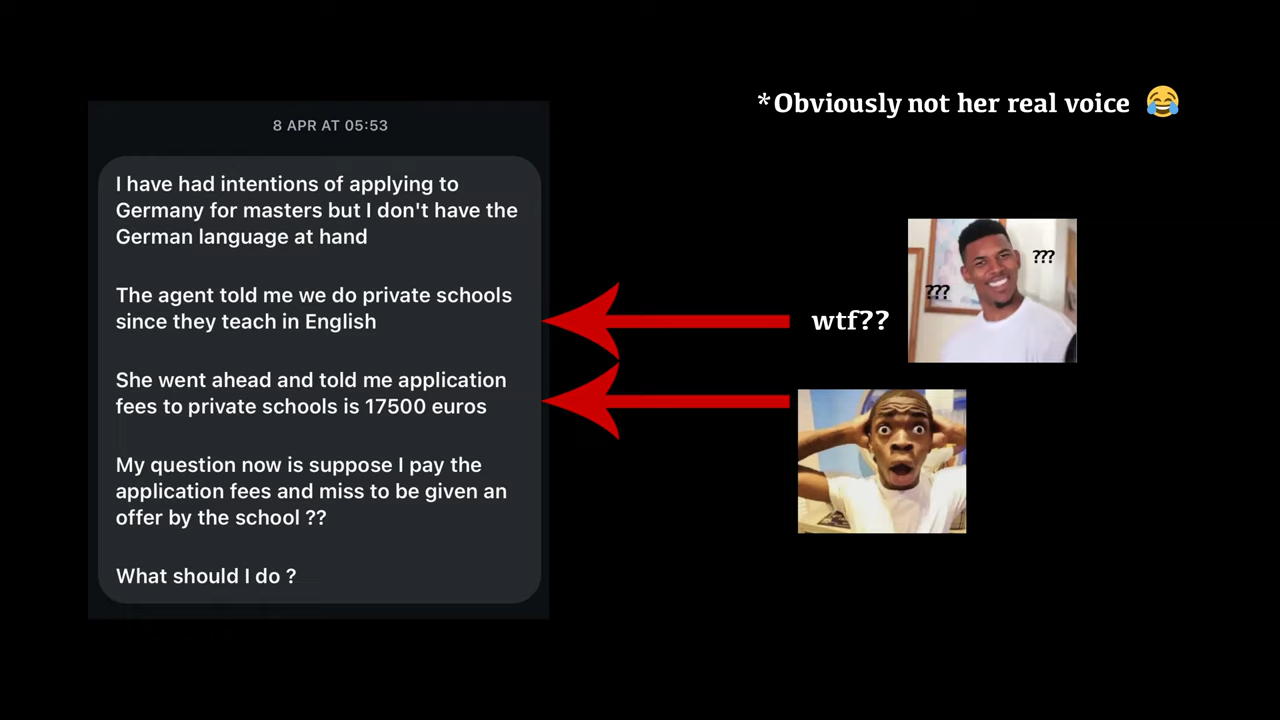 *Obviously not her real voice 😂
8 APR AT 05:53
I have had intentions of applying to
Germany for masters but I don't have the
German language at hand
The agent told me we do private schools
since they teach in English
She went ahead and told me application
fees to private schools is 17500 euros
My question now is suppose I pay the
application fees and miss to be given an
offer by the school ??
What should I do ?
wtf??
???
???